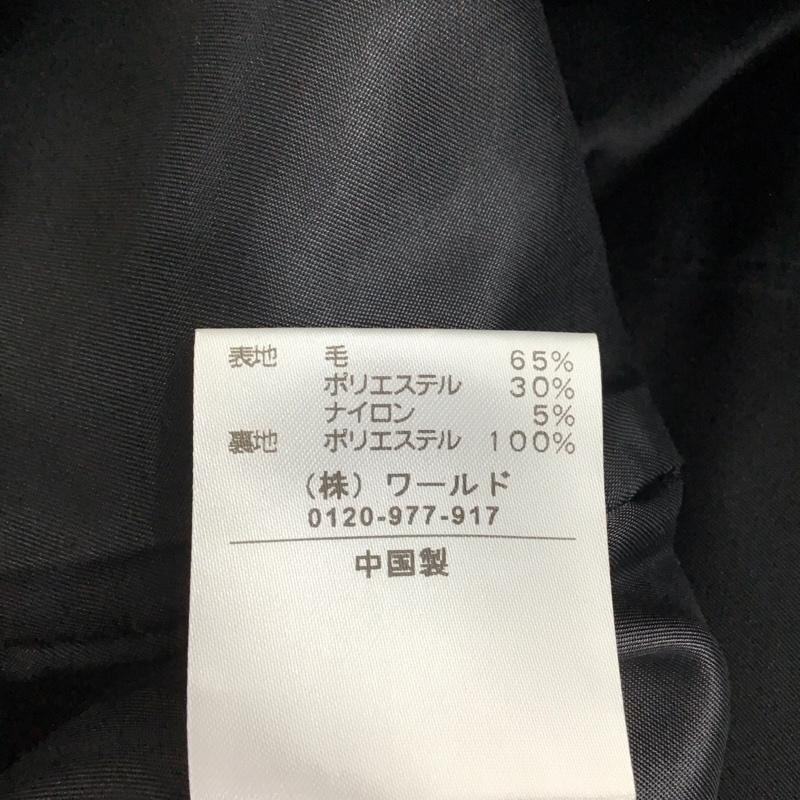 表地 毛 65%
ポリエステル 30%
ナイロン 5%
裏地 ポリエステル 100%
(株) ワールド
0120-977-917
中国製